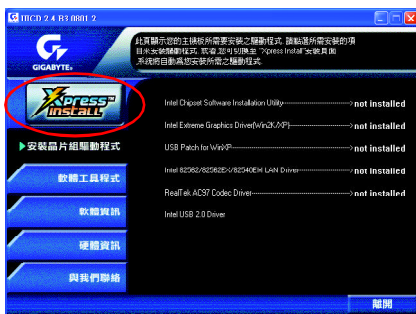 IUCD 2.4 B3.0801.2
GIGABYTE
此頁顯示您的主機板所需要安裝之驅動程式. 請點選所需安裝的項
目來安裝驅動程式, 或者,您可切換至 "Xpress Install"安裝頁面
,系統將自動為您安裝所需之驅動程式.
Xpress™
INSTALL
安裝晶片組驅動程式
軟體工具程式
軟體資訊
硬體資訊
與我們聯絡
Intel Chipset Software Installation Utility not installed
Intel Extreme Graphics Driver(Win2K/XP) not installed
USB Patch for WinXP not installed
Intel 82562/82562EX/82540EM LAN Driver not installed
RealTek AC97 Codec Driver not installed
Intel USB 2.0 Driver
離開